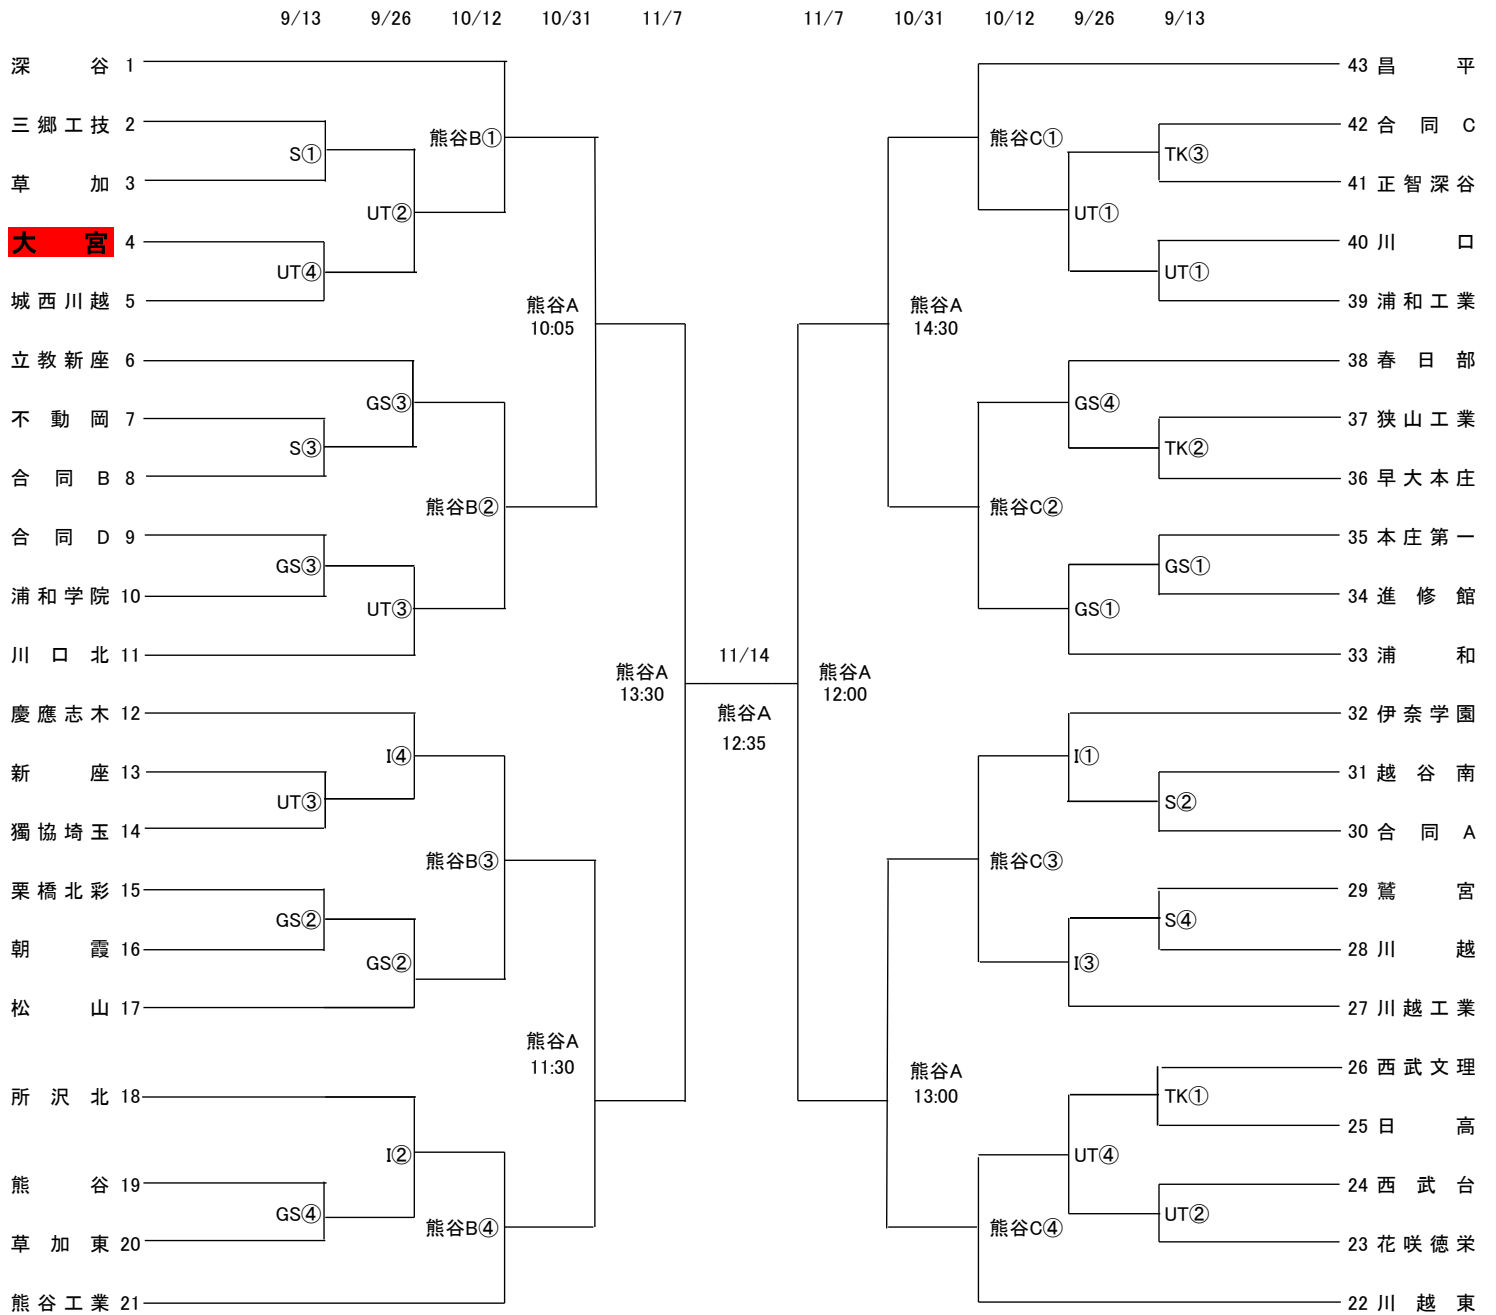 9/13 9/26 10/12 10/31 11/7 11/7 10/31 10/12 9/26 9/13
深谷 1
三郷工技 2
S①
草加 3
熊谷B①
UT②
大宮 4
UT④
城西川越 5
熊谷A
10:05
立教新座 6
GS③
不動岡 7
S③
合同B 8
熊谷B②
合同D 9
GS③
浦和学院 10
UT③
川口北 11
熊谷A
13:30
慶應志木 12
I④
新座 13
UT③
獨協埼玉 14
熊谷B③
栗橋北彩 15
GS②
朝霞 16
GS②
松山 17
熊谷A
11:30
所沢北 18
I②
熊谷 19
GS④
草加東 20
熊谷B④
熊谷工業 21
11/14
熊谷A
12:35
43 昌平
熊谷C①
42 合同C
TK③
41 正智深谷
UT①
40 川口
UT①
39 浦和工業
熊谷A
14:30
38 春日部
GS④
37 狭山工業
TK②
36 早大本庄
熊谷C②
35 本庄第一
GS①
34 進修館
GS①
33 浦和
熊谷A
12:00
32 伊奈学園
I①
31 越谷南
S②
30 合同A
熊谷C③
29 鷲宮
S④
28 川越
I③
27 川越工業
熊谷A
13:00
26 西武文理
TK①
25 日高
UT④
24 西武台
UT②
23 花咲徳栄
熊谷C④
22 川越東